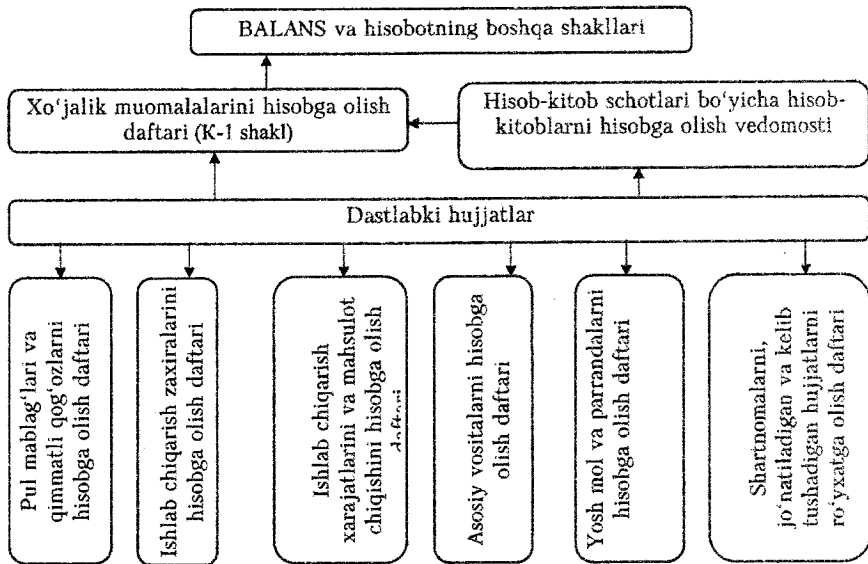 BALANS va hisobotning boshqa shakllari
Xo‘jalik muomalalarini hisobga olish
daftari (K-1 shakl)
Hisob-kitob schotlari bo‘yicha hisob-
kitoblarni hisobga olish vedomosti
Dastlabki hujjatlar
Pul mablag‘lari va
qimmatli qog‘ozlarni
hisobga olish daftari
Ishlab chiqarish zaxiralarini
hisobga olish daftari
Ishlab chiqarish
xarajatlarini va mahsulot
chiqishini hisobga olish
daftari
Asosiy vositalarni hisobga
olish daftari
Yosh mol va parrandalarni
hisobga olish daftari
Shartnomalarni,
jo‘natiladigan va kelib
tushadigan hujjatlarni
ro‘yxatga olish daftari